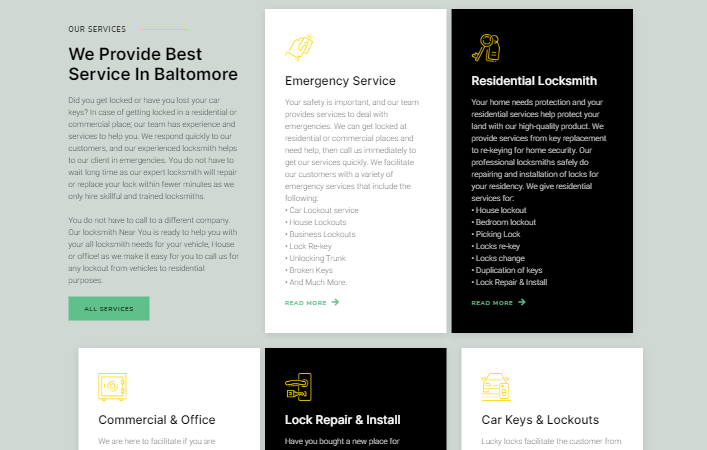 OUR SERVICES
We Provide Best
Service In Baltomore
Did you get locked or have you lost your car
keys? In case of getting locked in a residential or
commercial place; our team has experience and
services to help you. We respond quickly to our
customers, and our experienced locksmith helps
to our client in emergencies. You do not have to
wait long time as our expert locksmith will repair
or replace your lock within fewer minutes as we
only hire skillful and trained locksmiths.
You do not have to call to a different company.
Our locksmith Near You is ready to help you with
your all locksmith needs for your vehicle, House
or office! as we make it easy for you to call us for
any lockout from vehicles to residential
purposes.
ALL SERVICES
Emergency Service
Your safety is important, and our team
provides services to deal with
emergencies. We can get locked at
residential or commercial places and
need help, then call us immediately to
get our services quickly. We facilitate
our customers with a variety of
emergency services that include the
following:
• Car Lockout service
• House Lockouts
• Business Lockouts
• Lock Re-key
• Unlocking Trunk
• Broken Keys
• And Much More.
READ MORE
Residential Locksmith
Your home needs protection and your
residential services help protect your
land with our high-quality product. We
provide services from key replacement
to re-keying for home security. Our
professional locksmiths safely do
repairing and installation of locks for
your residency. We give residential
services for:
• House lockout
• Bedroom lockout
• Picking Lock
• Locks re-key
• Locks change
• Duplication of keys
• Lock Repair & Install
READ MORE
Commercial & Office
We are here to facilitate if you are
Lock Repair & Install
Have you bought a new place for
Car Keys & Lockouts
Lucky locks facilitate the customer from